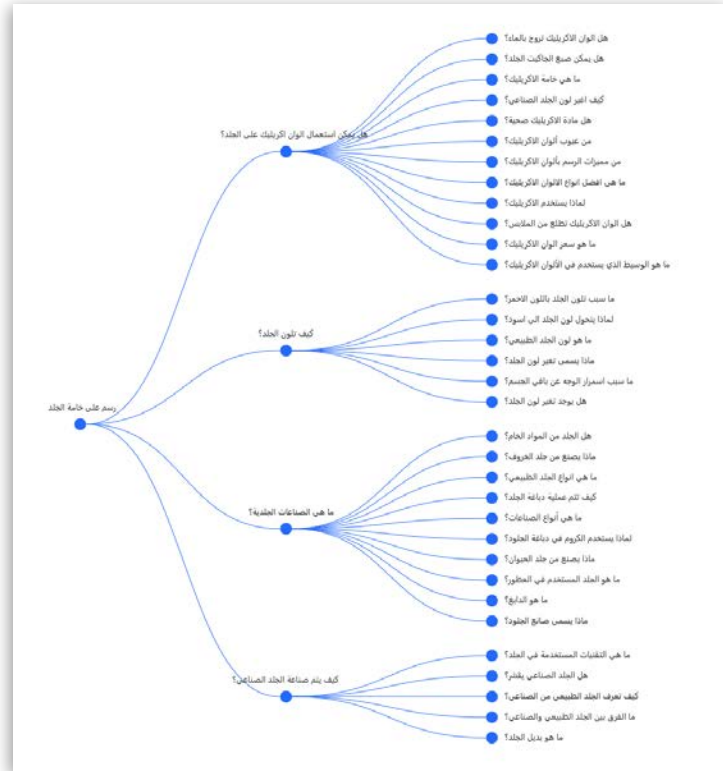 رسم على خامة الجلد
هل يمكن استعمال الوان اكريليك على الجلد؟
هل الوان الاكريليك تروح بالماء؟
هل يمكن صبغ الجاكيت الجلد؟
ما هي خامة الاكريليك؟
كيف اغير لون الجلد الصناعي؟
هل مادة الاكريليك صحية؟
من عيوب ألوان الاكريليك؟
من مميزات الرسم بألوان الاكريليك؟
ما هي افضل انواع الالوان الاكريليك؟
لماذا يستخدم الاكريليك؟
هل الوان الاكريليك تطلع من الملابس؟
ما هو سعر الوان الاكريليك؟
ما هو الوسيط الذي يستخدم في الألوان الاكريليك؟
كيف تلون الجلد؟
ما سبب تلون الجلد باللون الاحمر؟
لماذا يتحول لون الجلد الى اسود؟
ما هو لون الجلد الطبيعي؟
ماذا يسمى تغير لون الجلد؟
ما سبب اسمرار الوجه عن باقي الجسم؟
هل يوجد تغير لون الجلد؟
ما هي الصناعات الجلدية؟
هل الجلد من المواد الخام؟
ماذا يصنع من جلد الخروف؟
ما هي انواع الجلد الطبيعي؟
كيف تتم عملية دباغة الجلد؟
ما هي أنواع الصناعات؟
لماذا يستخدم الكروم في دباغة الجلود؟
ماذا يصنع من جلد الحيوان؟
ما هو الجلد المستخدم في
ما هو الدابغ؟
ماذا يسمى صانع الجلود؟
كيف يتم صناعة الجلد الصناعي؟
ما هي التقنيات المستخدمة في الجلد؟
هل الجلد الصناعي يقشر؟
كيف تعرف الجلد الطبيعي من الصناعي؟
ما الفرق بين الجلد الطبيعي والصناعي؟
ما هو بديل الجلد؟